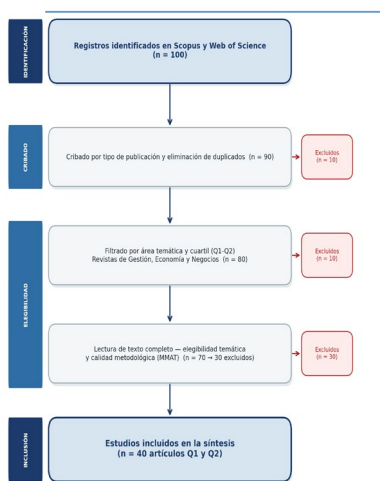 IDENTIFICACIÓN
Registros identificados en Scopus y Web of Science
(n = 100)
CRIBADO
Cribado por tipo de publicación y eliminación de duplicados (n = 90)
Excluidos
(n = 10)
ELEGIBILIDAD
Filtrado por área temática y cuartil (Q1-Q2)
Revistas de Gestión, Economía y Negocios (n = 80)
Excluidos
(n = 10)
Lectura de texto completo — elegibilidad temática
y calidad metodológica (MMAT) (n = 70 → 30 excluidos)
Excluidos
(n = 30)
INCLUSIÓN
Estudios incluidos en la síntesis
(n = 40 artículos Q1 y Q2)